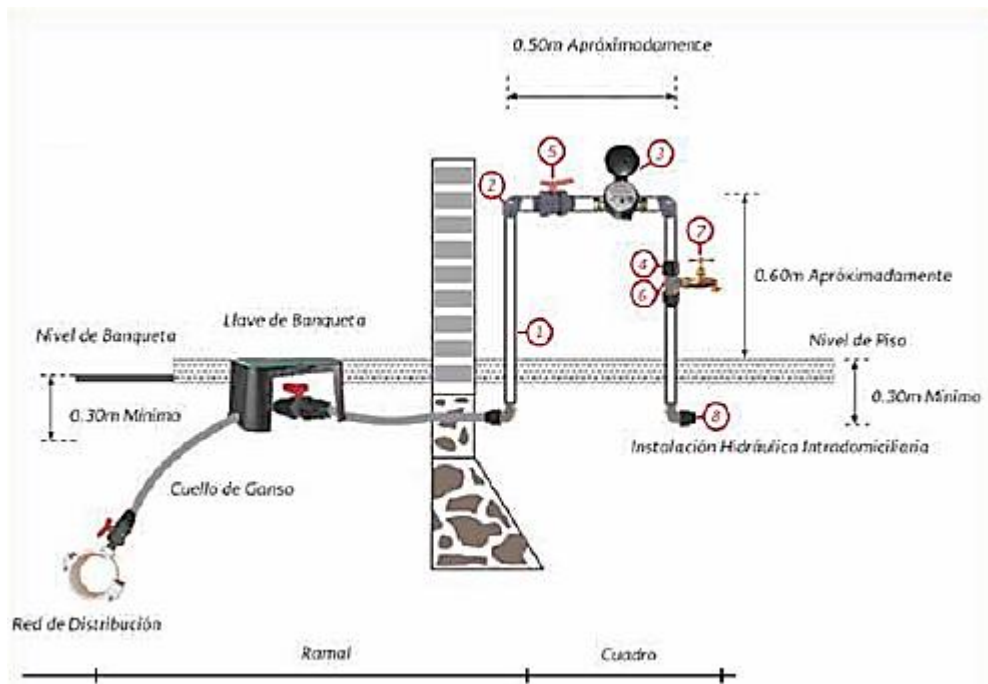 0.50m Apróximadamente
5
3
2
7
4
0.60m Apróximadamente
6
Llave de Banqueta
Nivel de Banqueta
1
Nivel de Piso
0.30m Mínimo
0.30m Mínimo
8
Instalación Hidráulica Intradomiciliaria
Cuello de Ganso
Red de Distribución
Ramal
Cuadro